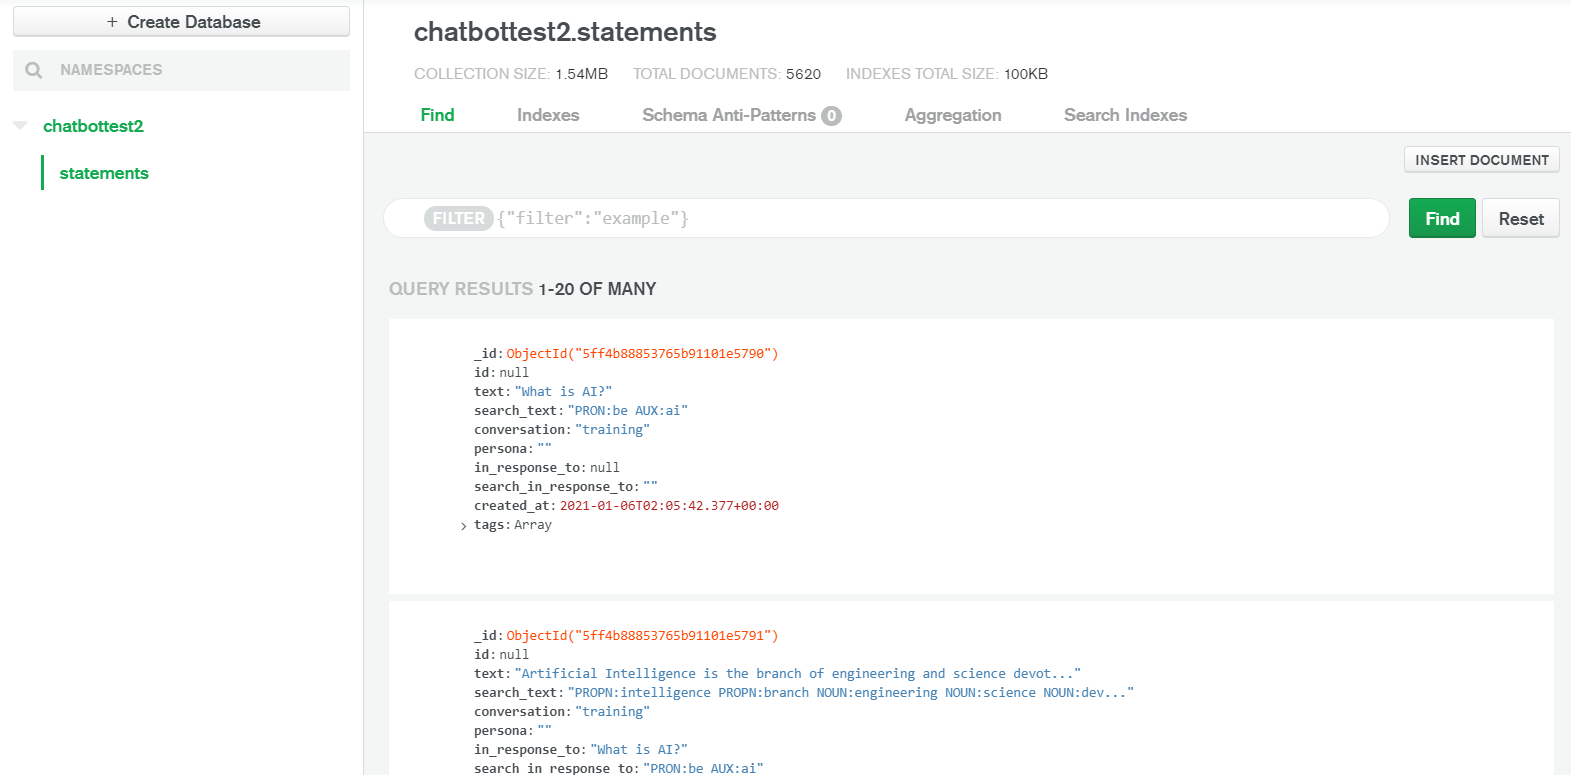 + Create Database
NAMESPACES
chatbottest2
statements
chatbottest2.statements
COLLECTION SIZE: 1.54MB TOTAL DOCUMENTS: 5620 INDEXES TOTAL SIZE: 100KB
Find Indexes Schema Anti-Patterns 0 Aggregation Search Indexes
INSERT DOCUMENT
FILTER {"filter":"example"}
Find Reset
QUERY RESULTS 1-20 OF MANY
_id: ObjectId("5ff4b88853765b91101e5790")
id: null
text: "What is AI?"
search_text: "PRON:be AUX:ai"
conversation: "training"
persona: ""
in_response_to: null
search_in_response_to: ""
created_at: 2021-01-06T02:05:42.377+00:00
> tags: Array
_id: ObjectId("5ff4b88853765b91101e5791")
id: null
text: "Artificial Intelligence is the branch of engineering and science devot..."
search_text: "PROPN:intelligence PROPN:branch NOUN:engineering NOUN:science NOUN:dev..."
conversation: "training"
persona: ""
in_response_to: "What is AI?"
search_in_response_to: "PRON:be AUX:ai"